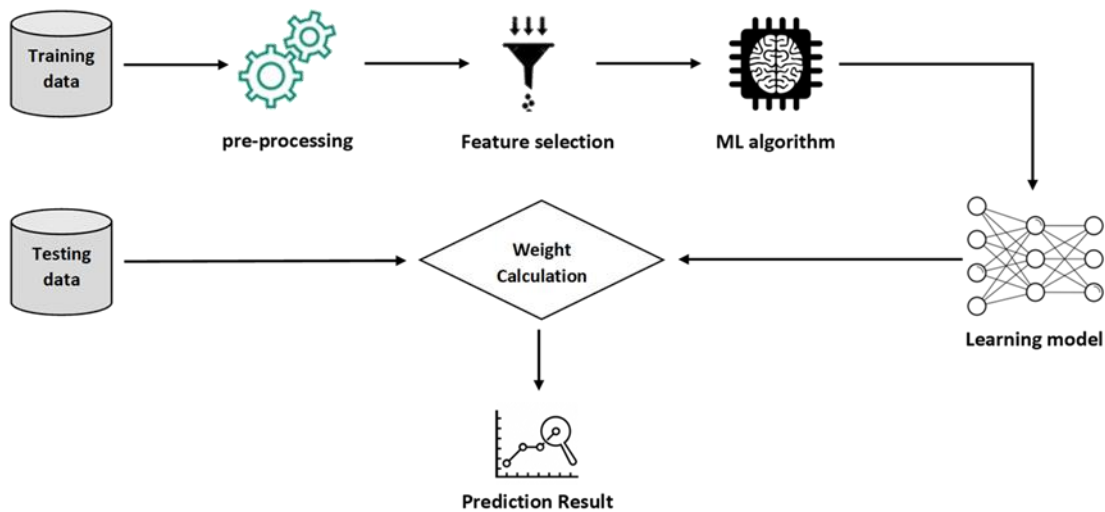 Training
data
pre-processing
Feature selection
ML algorithm
Testing
data
Weight
Calculation
Learning model
Prediction Result